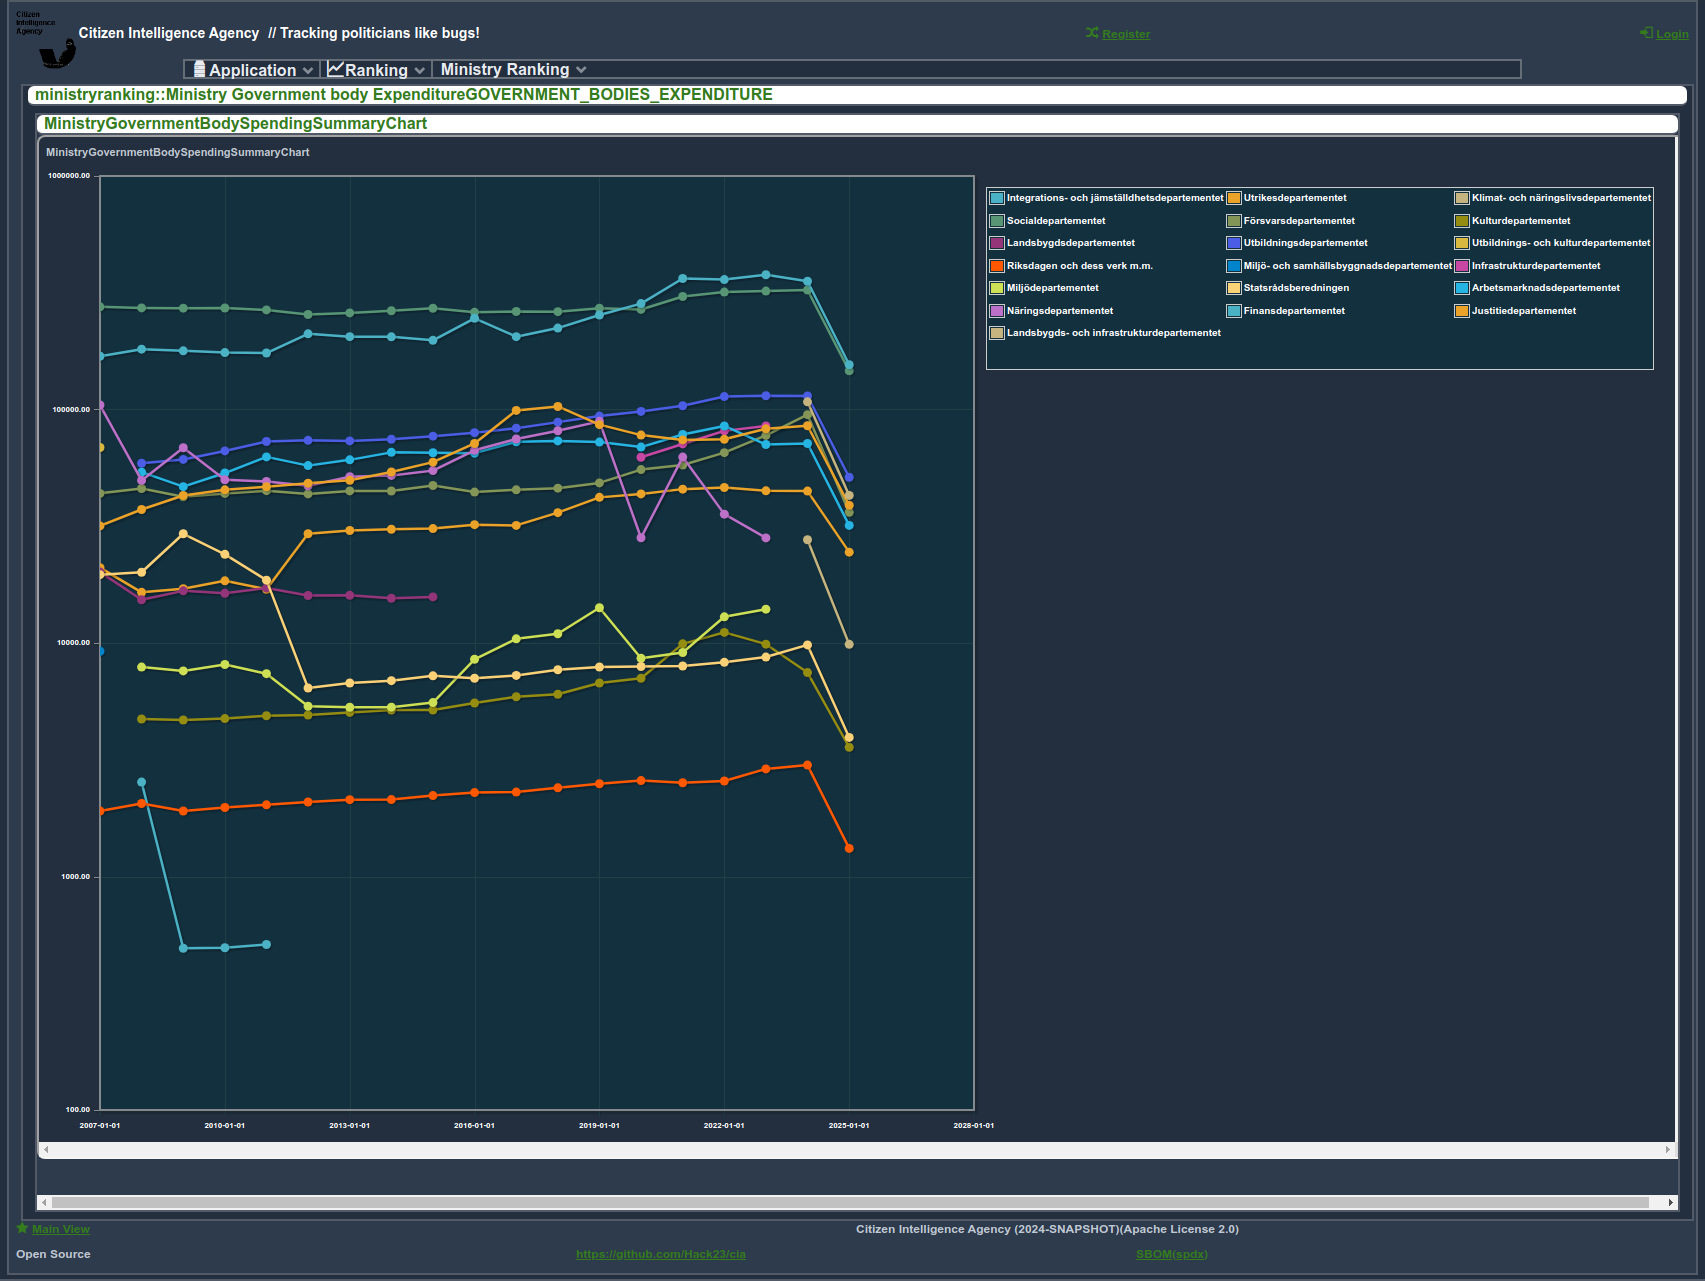 Citizen
Intelligence
Agency
Citizen Intelligence Agency // Tracking politicians like bugs!
Register
Login
Application
Ranking
Ministry Ranking
ministryranking::Ministry Government body ExpenditureGOVERNMENT_BODIES_EXPENDITURE
MinistryGovernmentBodySpendingSummaryChart
MinistryGovernmentBodySpendingSummaryChart
1000000.00
100000.00
10000.00
1000.00
100.00
2007-01-01
2010-01-01
2013-01-01
2016-01-01
2019-01-01
2022-01-01
2025-01-01
2028-01-01
Integrations- och jämställdhetsdepartementet
Utrikesdepartementet
Klimat- och näringslivsdepartementet
Socialdepartementet
Försvarsdepartementet
Kulturdepartementet
Landsbygdsdepartementet
Utbildningsdepartementet
Utbildnings- och kulturdepartementet
Riksdagen och dess verk m.m.
Miljö- och samhällsbyggnadsdepartementet
Infrastrukturdepartementet
Miljödepartementet
Statsrådsberedningen
Arbetsmarknadsdepartementet
Näringsdepartementet
Finansdepartementet
Justitiedepartementet
Landsbygds- och infrastrukturdepartementet
Main View
Citizen Intelligence Agency (2024-SNAPSHOT)(Apache License 2.0)
Open Source
https://github.com/Hack23/cia
SBOM(spdx)